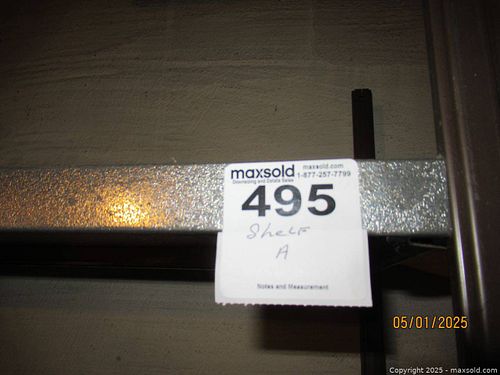 maxsold
maxsold.com
1-877-257-7799
Downsizing and Estate Sales
495
Shelf
A
Notes and Measurement
05/01/2025
Copyright 2025 - maxsold.com